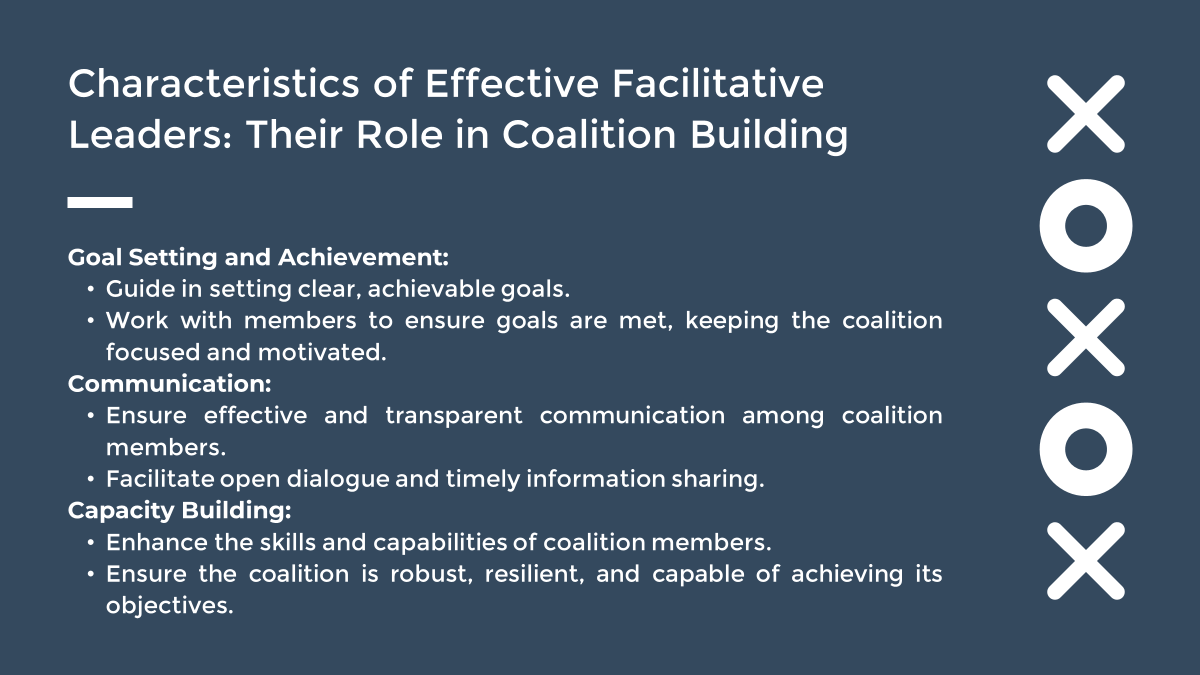 Characteristics of Effective Facilitative
Leaders: Their Role in Coalition Building
Goal Setting and Achievement:
• Guide in setting clear, achievable goals.
• Work with members to ensure goals are met, keeping the coalition
focused and motivated.
Communication:
• Ensure effective and transparent communication among coalition
members.
• Facilitate open dialogue and timely information sharing.
Capacity Building:
• Enhance the skills and capabilities of coalition members.
• Ensure the coalition is robust, resilient, and capable of achieving its
objectives.